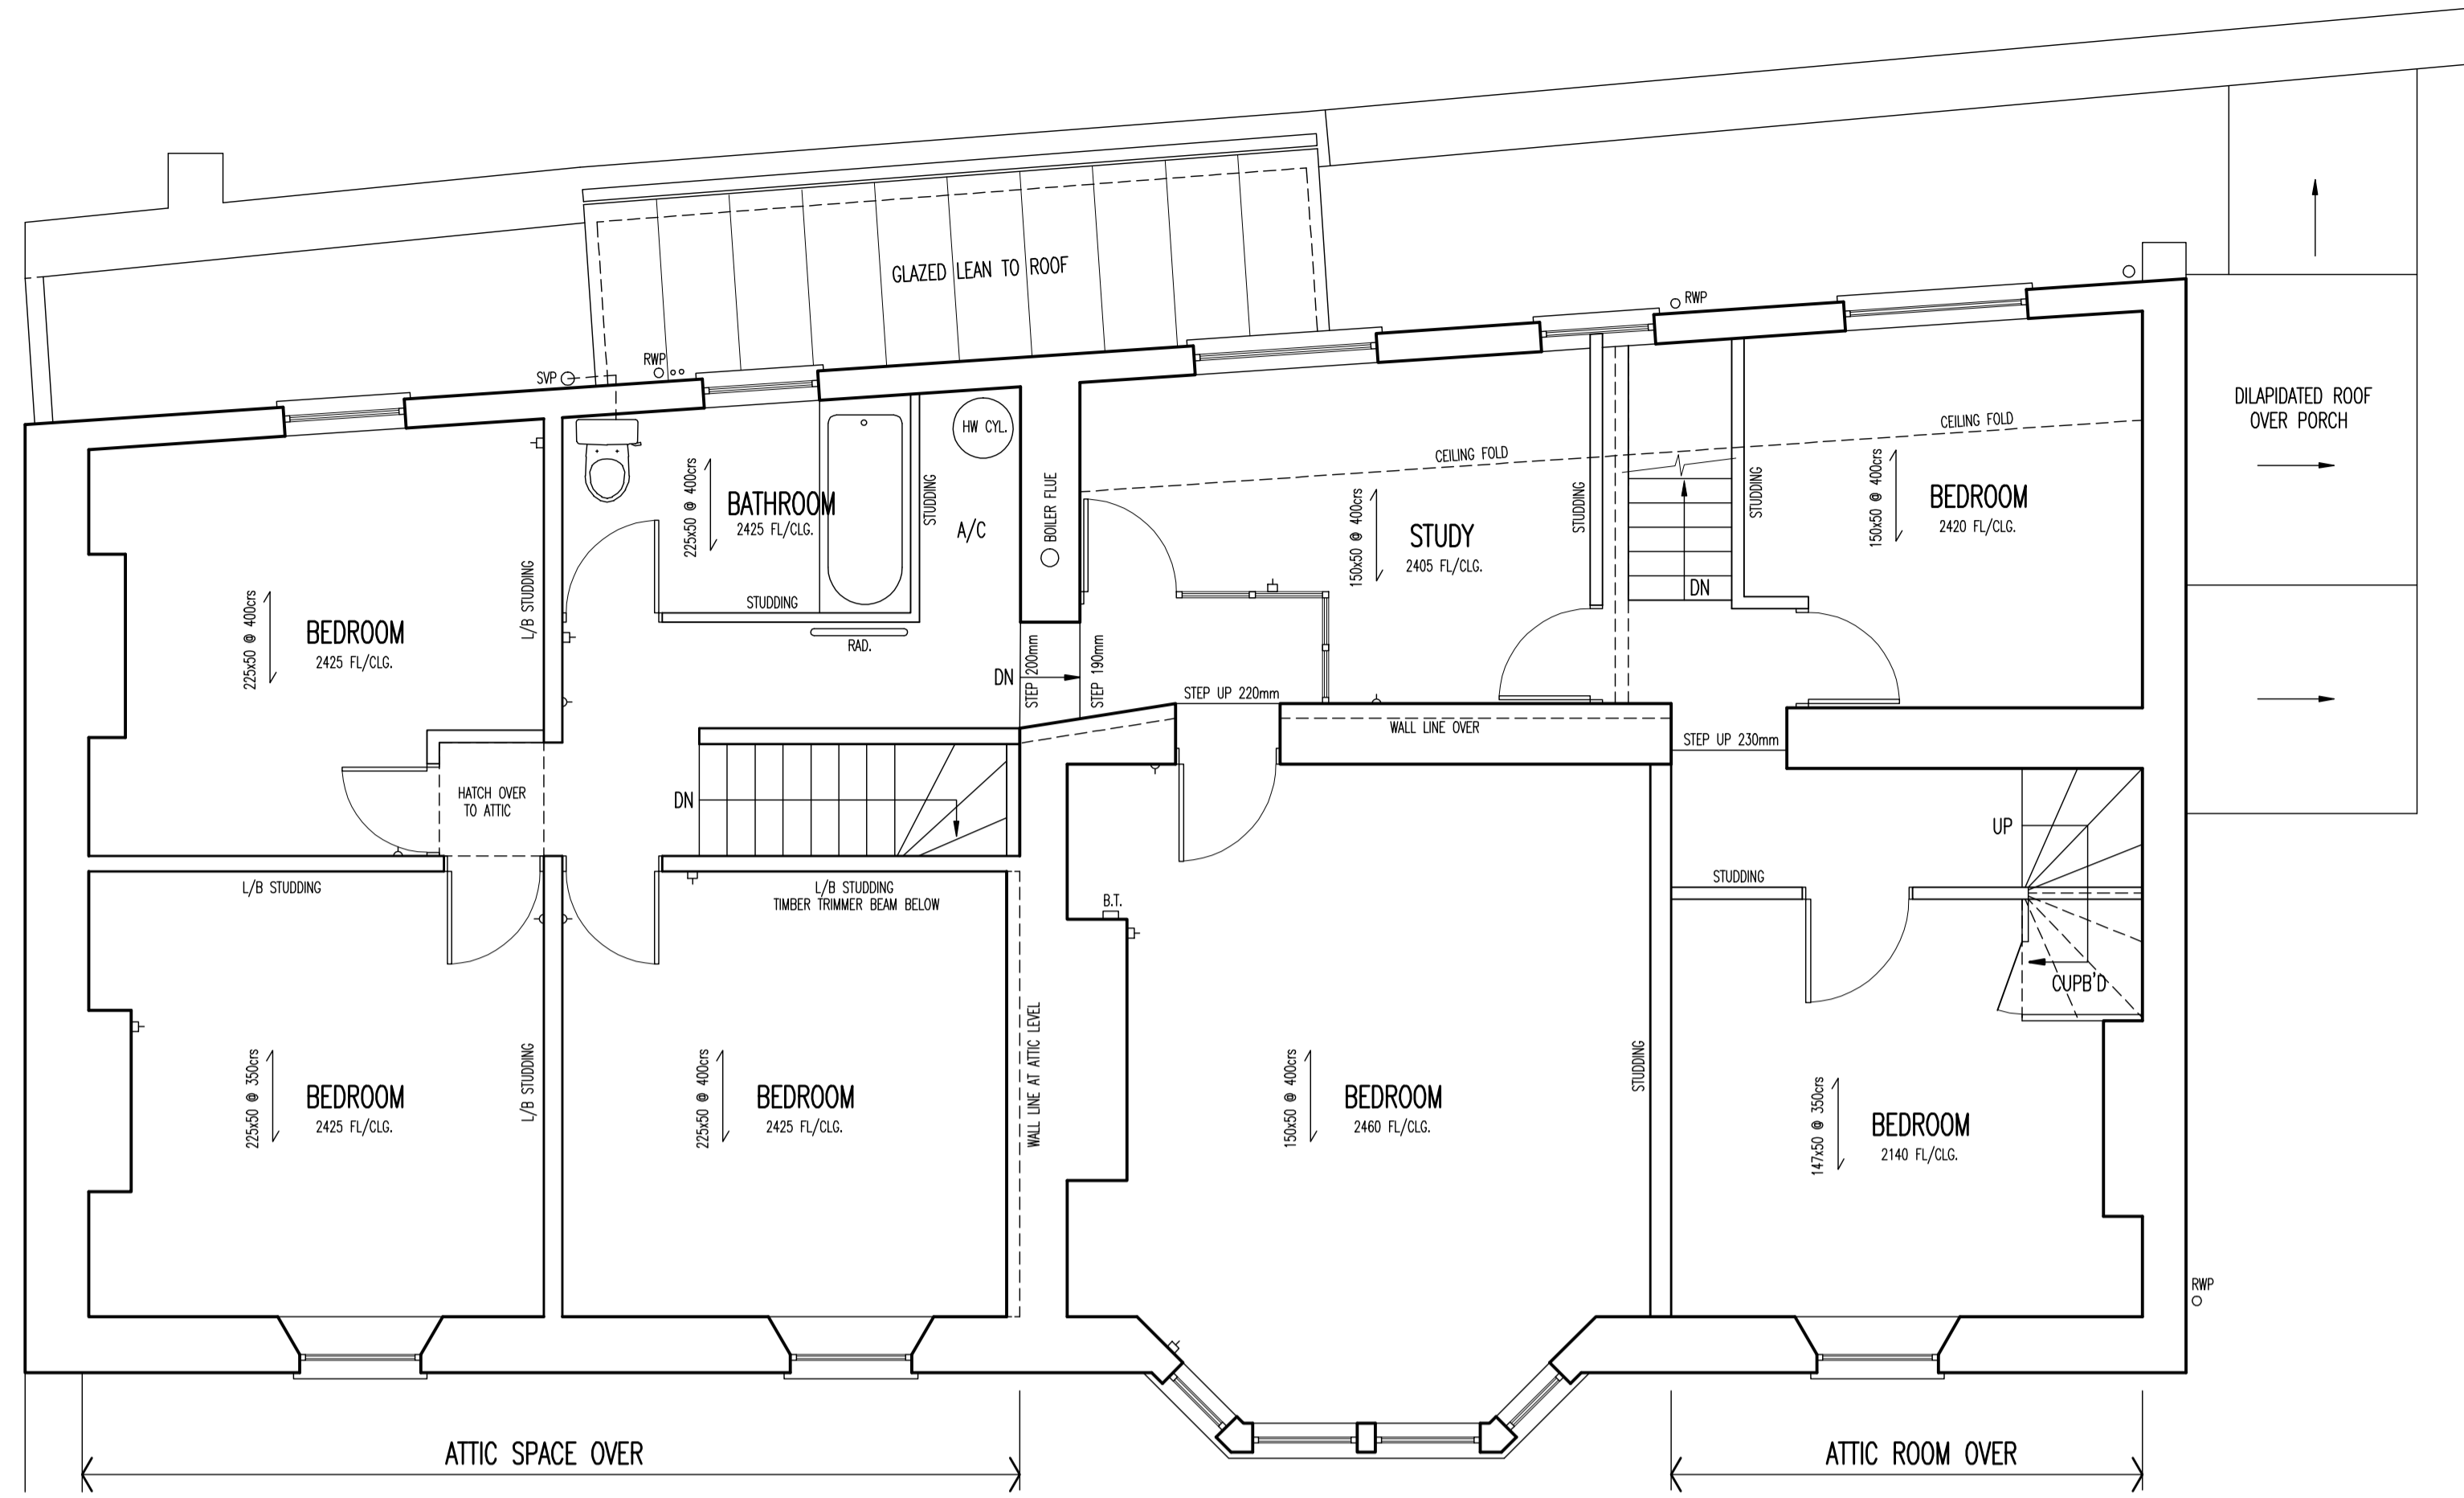 GLAZED LEAN TO ROOF
RWP
SVP
RWP
DILAPIDATED ROOF
OVER PORCH
CEILING FOLD
CEILING FOLD
HW CYL.
A/C
STUDDING
BOILER FLUE
225x50 @ 400crs
BATHROOM
2425 FL/CLG.
150x50 @ 400crs
STUDY
2405 FL/CLG.
STUDDING
STUDDING
DN
150x50 @ 400crs
BEDROOM
2420 FL/CLG.
L/B STUDDING
STUDDING
225x50 @ 400crs
BEDROOM
2425 FL/CLG.
RAD.
DN
STEP 200mm
STEP 190mm
STEP UP 220mm
WALL LINE OVER
STEP UP 230mm
HATCH OVER
TO ATTIC
DN
UP
STUDDING
L/B STUDDING
L/B STUDDING
TIMBER TRIMMER BEAM BELOW
B.T.
CUPB'D
225x50 @ 350crs
BEDROOM
2425 FL/CLG.
L/B STUDDING
225x50 @ 400crs
BEDROOM
2425 FL/CLG.
WALL LINE AT ATTIC LEVEL
150x50 @ 400crs
BEDROOM
2460 FL/CLG.
STUDDING
147x50 @ 350crs
BEDROOM
2140 FL/CLG.
RWP
ATTIC SPACE OVER
ATTIC ROOM OVER